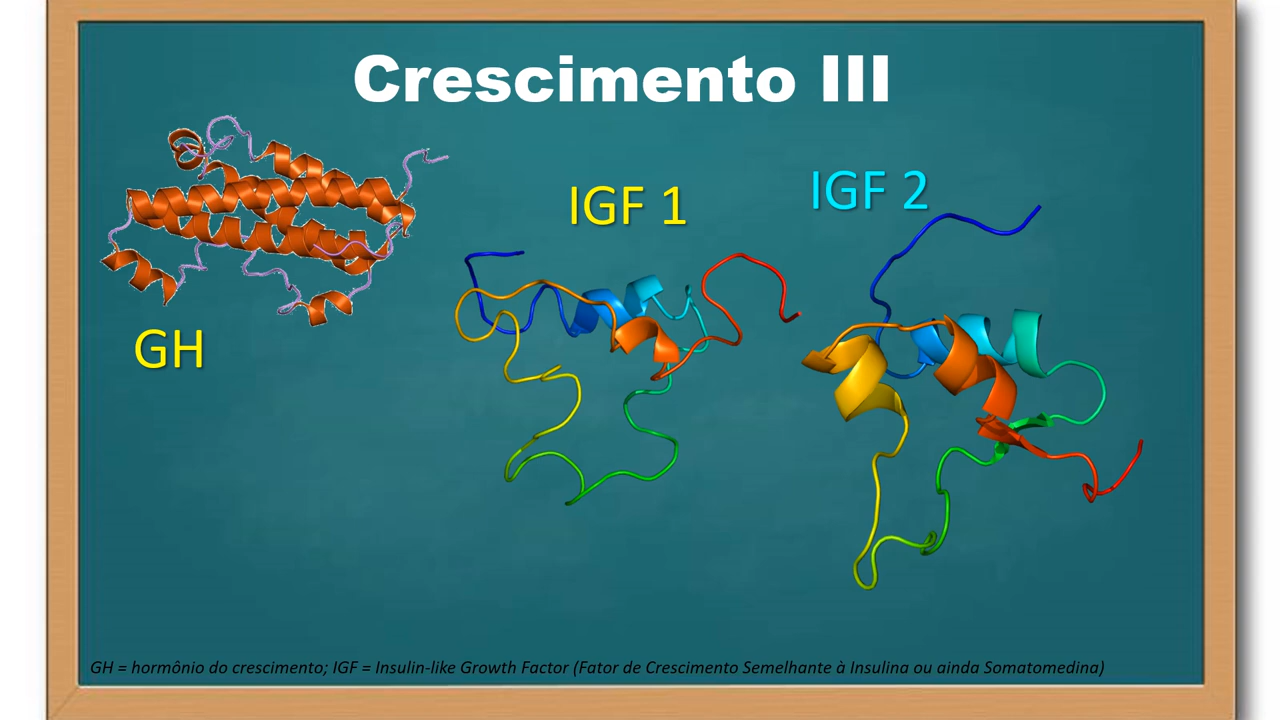 Crescimento III
IGF 1
IGF 2
GH
GH = hormônio do crescimento; IGF = Insulin-like Growth Factor (Fator de Crescimento Semelhante à Insulina ou ainda Somatomedina)